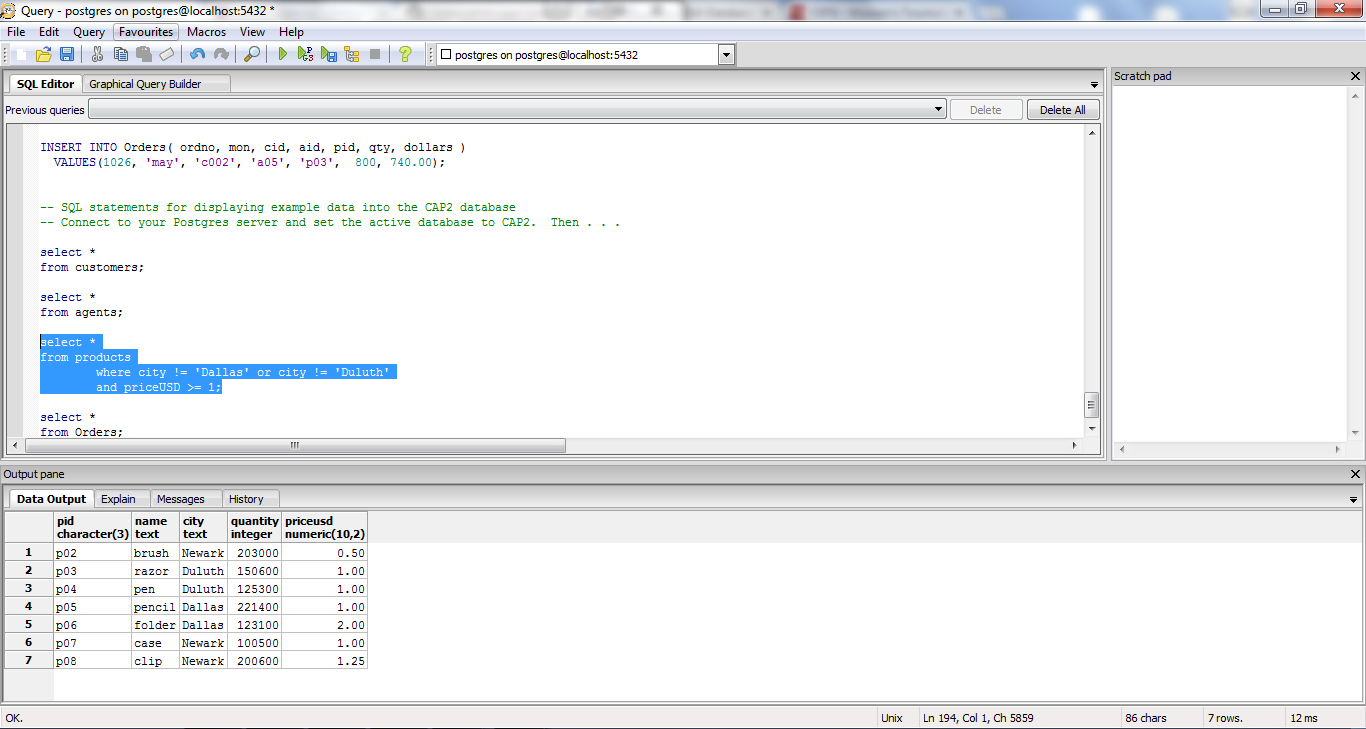 Query - postgres on postgres@localhost:5432 *
File Edit Query Favourites Macros View Help
postgres on postgres@localhost:5432
SQL Editor Graphical Query Builder
Previous queries Delete Delete All
INSERT INTO Orders( ordno, mon, cid, aid, pid, qty, dollars )
VALUES(1026, 'may', 'c002', 'a05', 'p03',  800, 740.00);
-- SQL statements for displaying example data into the CAP2 database
-- Connect to your Postgres server and set the active database to CAP2.  Then . . .
select *
from customers;
select *
from agents;
select *
from products
where city != 'Dallas' or city != 'Duluth'
and priceUSD >= 1;
select *
from Orders;
Scratch pad
Output pane
Data Output Explain Messages History
pid name city quantity priceusd
character(3) text text integer numeric(10,2)
1 p02 brush Newark 203000 0.50
2 p03 razor Duluth 150600 1.00
3 p04 pen Duluth 125300 1.00
4 p05 pencil Dallas 221400 1.00
5 p06 folder Dallas 123100 2.00
6 p07 case Newark 100500 1.00
7 p08 clip Newark 200600 1.25
OK. Unix Ln 194, Col 1, Ch 5859 86 chars 7 rows. 12 ms